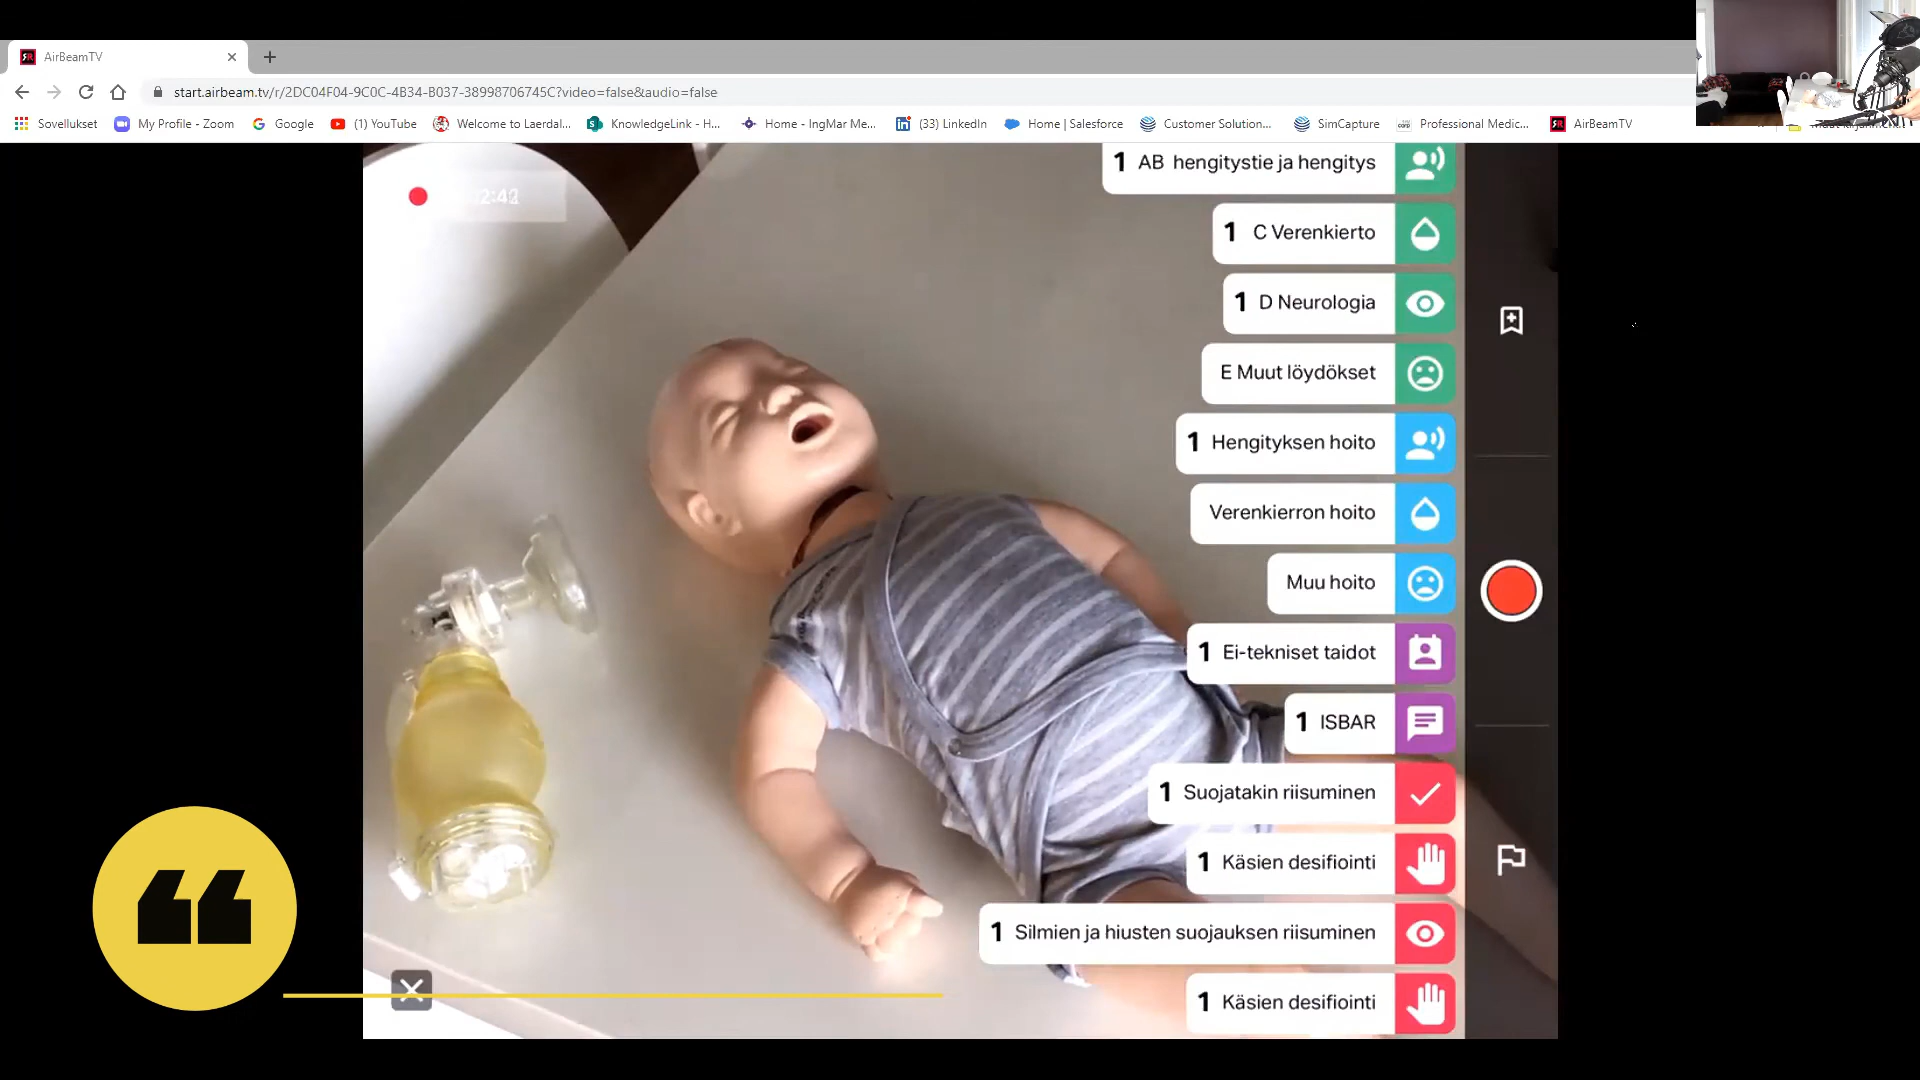 AirBeamTV
start.airbeam.tv/r/2DC04F04-9C0C-4B34-B037-38998706745C?video=false&audio=false
Sovellukset
My Profile - Zoom
Google
(1) YouTube
Welcome to Laerdal...
KnowledgeLink - H...
Home - IngMar Me...
(33) LinkedIn
Home | Salesforce
Customer Solution...
SimCapture
Professional Medic...
AirBeamTV
1 AB hengitystie ja hengitys
2:42
1 C Verenkierto
1 D Neurologia
E Muut löydökset
1 Hengityksen hoito
Verenkierron hoito
Muu hoito
1 Ei-tekniset taidot
1 ISBAR
1 Suojatakin riisuminen
1 Käsien desifiointi
1 Silmien ja hiusten suojauksen riisuminen
1 Käsien desifiointi